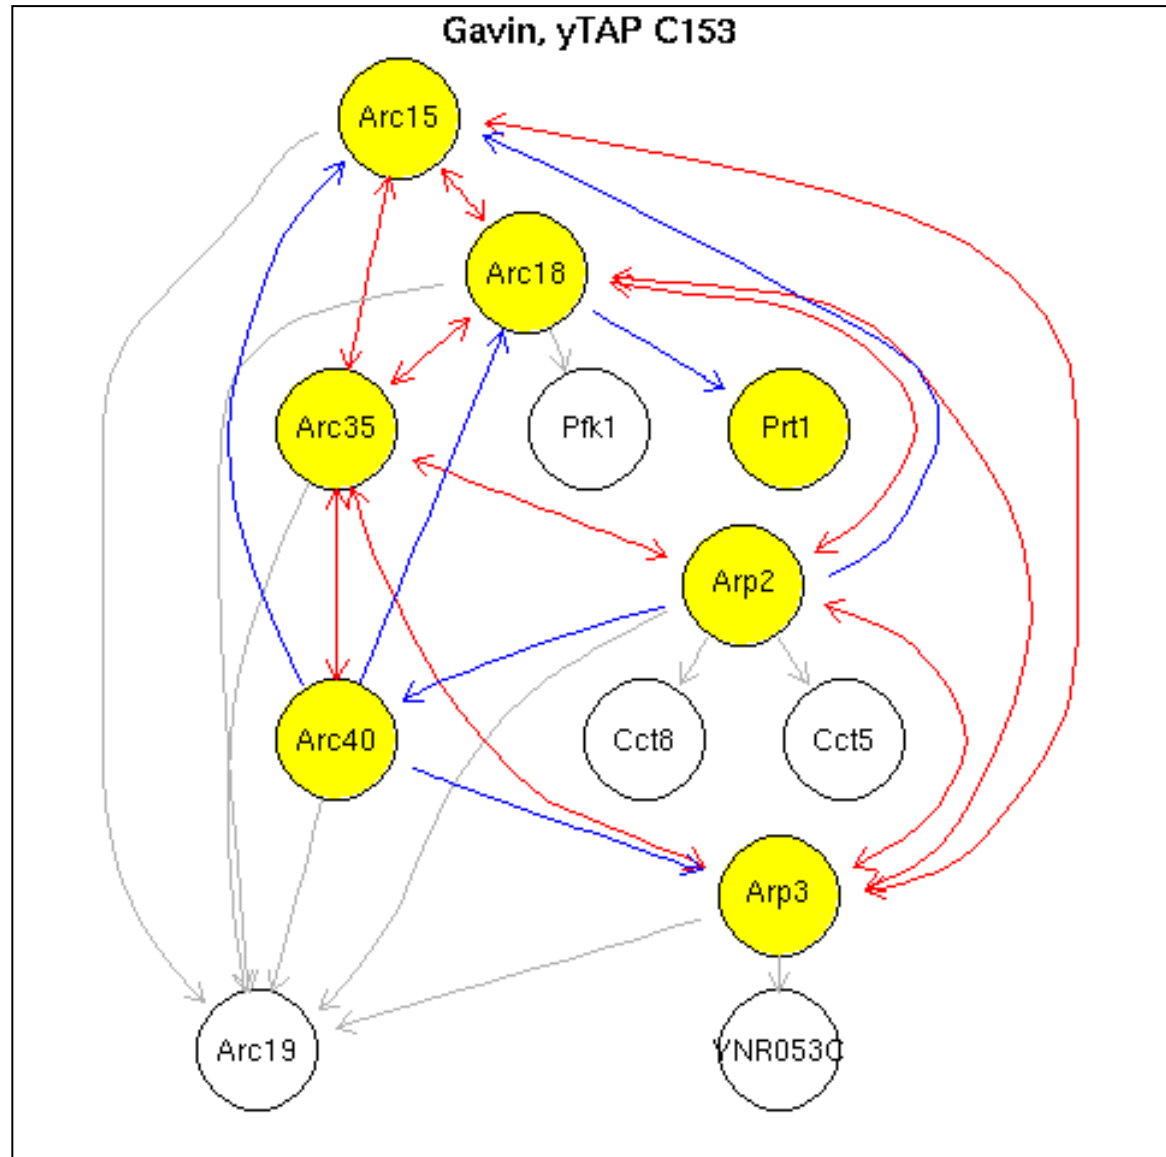 Gavin, yTAP C153
Arc15
Arc18
Arc35
Pfk1
Prt1
Arp2
Arc40
Cct8
Cct5
Arp3
Arc19
YNR053C